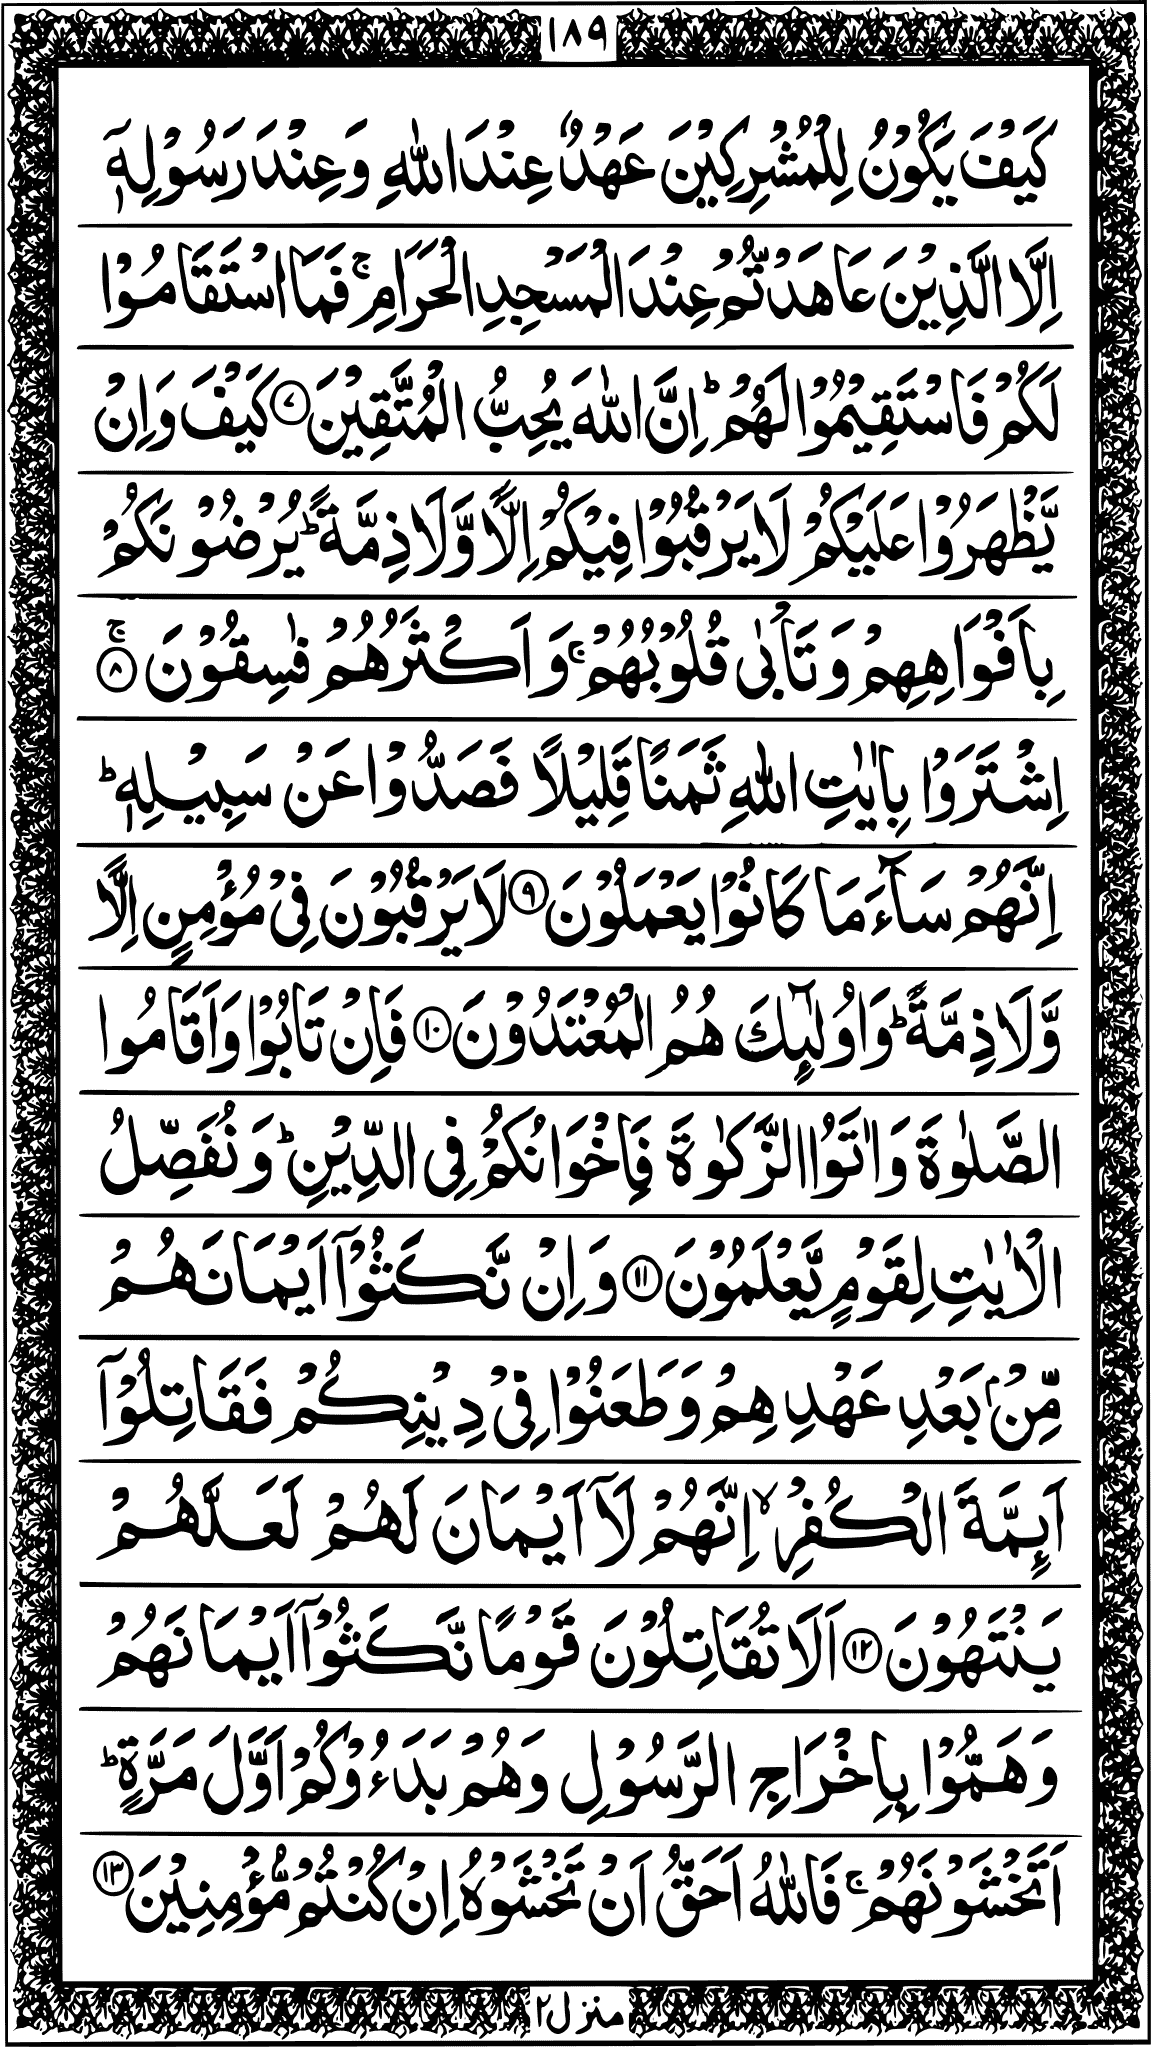 ١٨٩
كَيْفَ يَكُوْنُ لِلْمُشْرِكِيْنَ عَهْدٌ عِنْدَ اللّٰهِ وَعِنْدَ رَسُوْلِهٖٓ
اِلَّا الَّذِيْنَ عَاهَدْتُّمْ عِنْدَ الْمَسْجِدِ الْحَرَامِ ۚ فَمَا اسْتَقَامُوْا
لَكُمْ فَاسْتَقِيْمُوْا لَهُمْ ؕ اِنَّ اللّٰهَ يُحِبُّ الْمُتَّقِيْنَ ٧ كَيْفَ وَاِنْ
يَّظْهَرُوْا عَلَيْكُمْ لَا يَرْقُبُوْا فِيْكُمْ اِلًّا وَّلَا ذِمَّةً ؕ يُرْضُوْنَكُمْ
بِاَفْوَاهِهِمْ وَتَاْبٰى قُلُوْبُهُمْ ۚ وَاَكْثَرُهُمْ فٰسِقُوْنَ ۚ ٨
اِشْتَرَوْا بِاٰيٰتِ اللّٰهِ ثَمَنًا قَلِيْلًا فَصَدُّوْا عَنْ سَبِيْلِهٖ ؕ
اِنَّهُمْ سَآءَ مَا كَانُوْا يَعْمَلُوْنَ ٩ لَا يَرْقُبُوْنَ فِيْ مُؤْمِنٍ اِلًّا
وَّلَا ذِمَّةً ؕ وَاُولٰٓئِكَ هُمُ الْمُعْتَدُوْنَ ١٠ فَاِنْ تَابُوْا وَاَقَامُوا
الصَّلٰوةَ وَاٰتَوُا الزَّكٰوةَ فَاِخْوَانُكُمْ فِي الدِّيْنِ ؕ وَنُفَصِّلُ
الْاٰيٰتِ لِقَوْمٍ يَّعْلَمُوْنَ ١١ وَاِنْ نَّكَثُوْٓا اَيْمَانَهُمْ
مِّنْۢ بَعْدِ عَهْدِهِمْ وَطَعَنُوْا فِيْ دِيْنِكُمْ فَقَاتِلُوْٓا
اَئِمَّةَ الْكُفْرِ ۙ اِنَّهُمْ لَآ اَيْمَانَ لَهُمْ لَعَلَّهُمْ
يَنْتَهُوْنَ ١٢ اَلَا تُقَاتِلُوْنَ قَوْمًا نَّكَثُوْٓا اَيْمَانَهُمْ
وَهَمُّوْا بِاِخْرَاجِ الرَّسُوْلِ وَهُمْ بَدَءُوْكُمْ اَوَّلَ مَرَّةٍ ؕ
اَتَخْشَوْنَهُمْ ۚ فَاللّٰهُ اَحَقُّ اَنْ تَخْشَوْهُ اِنْ كُنْتُمْ مُّؤْمِنِيْنَ ١٣
منزل٢